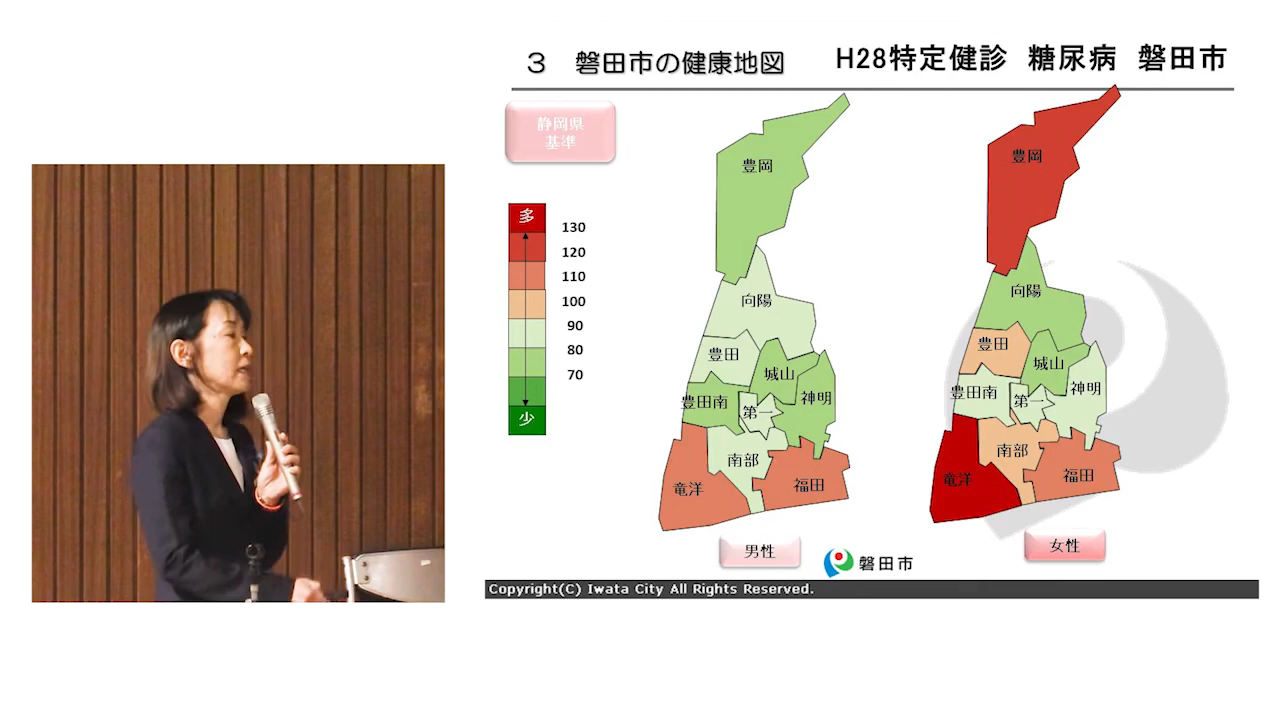 3 磐田市の健康地図
H28特定健診 糖尿病 磐田市
静岡県
基準
多
130
120
110
100
90
80
70
少
豊岡
向陽
豊田
城山
豊田南
第一
神明
南部
竜洋
福田
男性
豊岡
向陽
豊田
城山
豊田南
第一
神明
南部
竜洋
福田
女性
磐田市
Copyright(C) Iwata City All Rights Reserved.